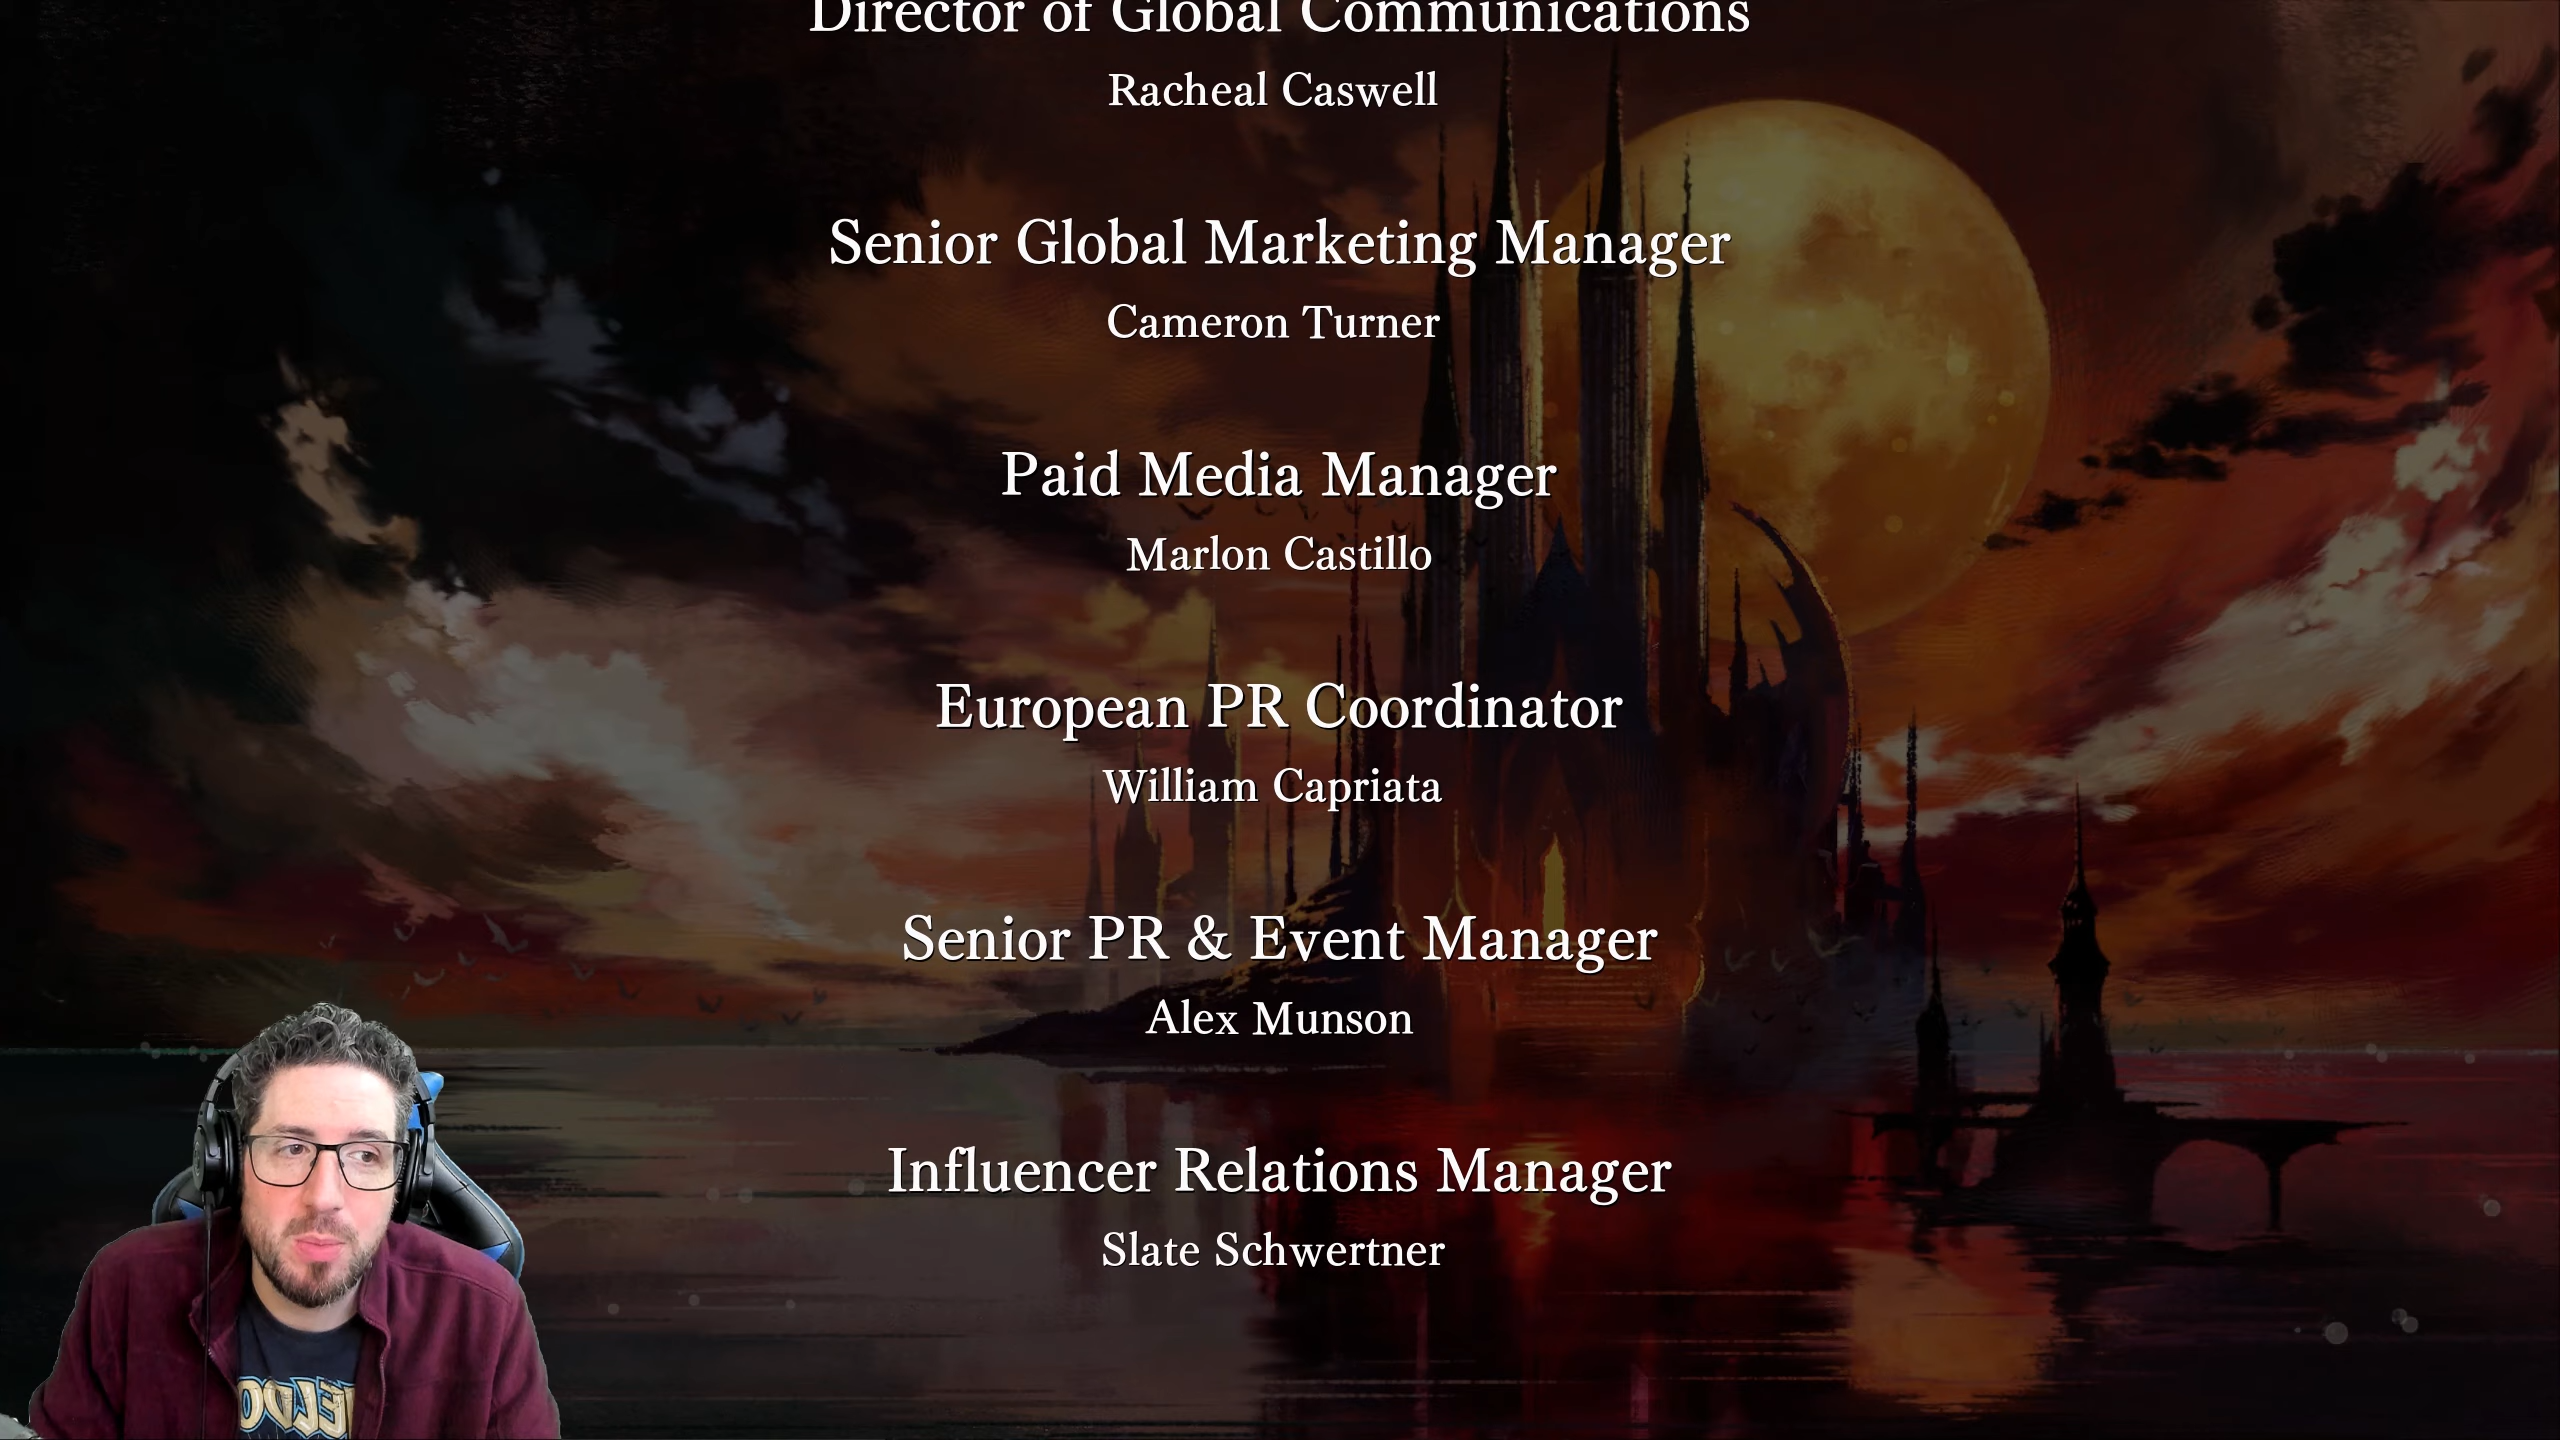 Director of Global Communications
Racheal Caswell
Senior Global Marketing Manager
Cameron Turner
Paid Media Manager
Marlon Castillo
European PR Coordinator
William Capriata
Senior PR & Event Manager
Alex Munson
Influencer Relations Manager
Slate Schwertner